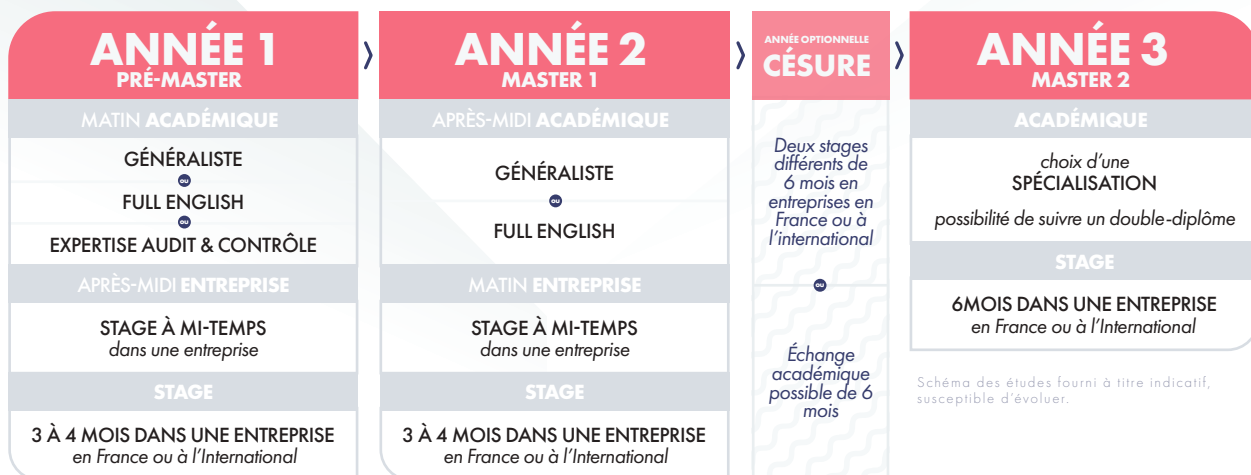 ANNÉE 1
PRÉ-MASTER
MATIN ACADÉMIQUE
GÉNÉRALISTE
OU
FULL ENGLISH
OU
EXPERTISE AUDIT & CONTRÔLE
APRÈS-MIDI ENTREPRISE
STAGE À MI-TEMPS
dans une entreprise
STAGE
3 À 4 MOIS DANS UNE ENTREPRISE
en France ou à l'International
ANNÉE 2
MASTER 1
APRÈS-MIDI ACADÉMIQUE
GÉNÉRALISTE
OU
FULL ENGLISH
MATIN ENTREPRISE
STAGE À MI-TEMPS
dans une entreprise
STAGE
3 À 4 MOIS DANS UNE ENTREPRISE
en France ou à l'International
ANNÉE OPTIONNELLE
CÉSURE
Deux stages
différents de
6 mois en
entreprises en
France ou à
l'international
OU
Échange
académique
possible de 6
mois
ANNÉE 3
MASTER 2
ACADÉMIQUE
choix d'une
SPÉCIALISATION
possibilité de suivre un double-diplôme
STAGE
6MOIS DANS UNE ENTREPRISE
en France ou à l'International
Schéma des études fourni à titre indicatif,
susceptible d'évoluer.